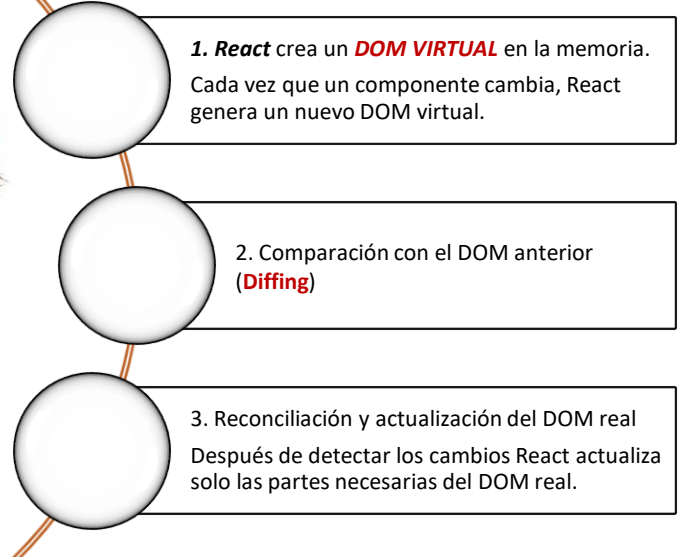 1. React crea un DOM VIRTUAL en la memoria.
Cada vez que un componente cambia, React
genera un nuevo DOM virtual.
2. Comparación con el DOM anterior
(Diffing)
3. Reconciliación y actualización del DOM real
Después de detectar los cambios React actualiza
solo las partes necesarias del DOM real.